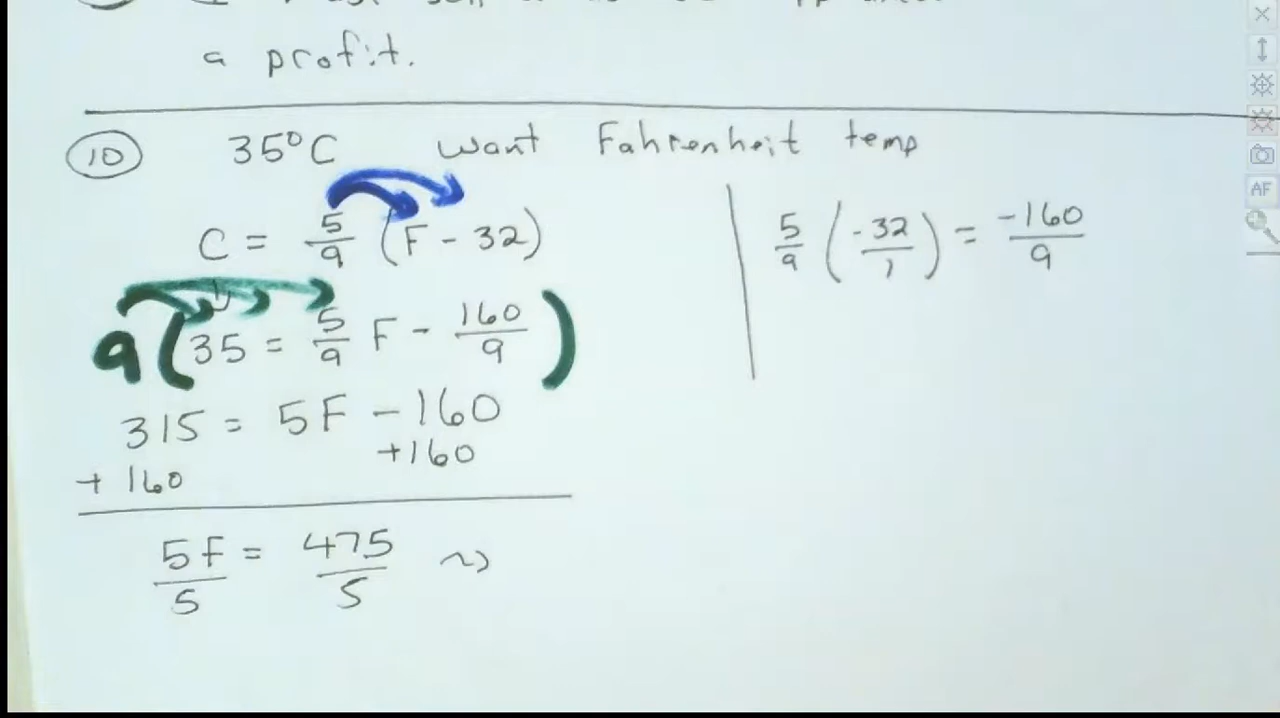 a profit.
10 35°C want Fahrenheit temp
C = 5/9 (F - 32)
5/9 (-32/1) = -160/9
9(35 = 5/9 F - 160/9)
315 = 5F - 160
+160
+ 160
5F/5 = 475/5 ~>
AF